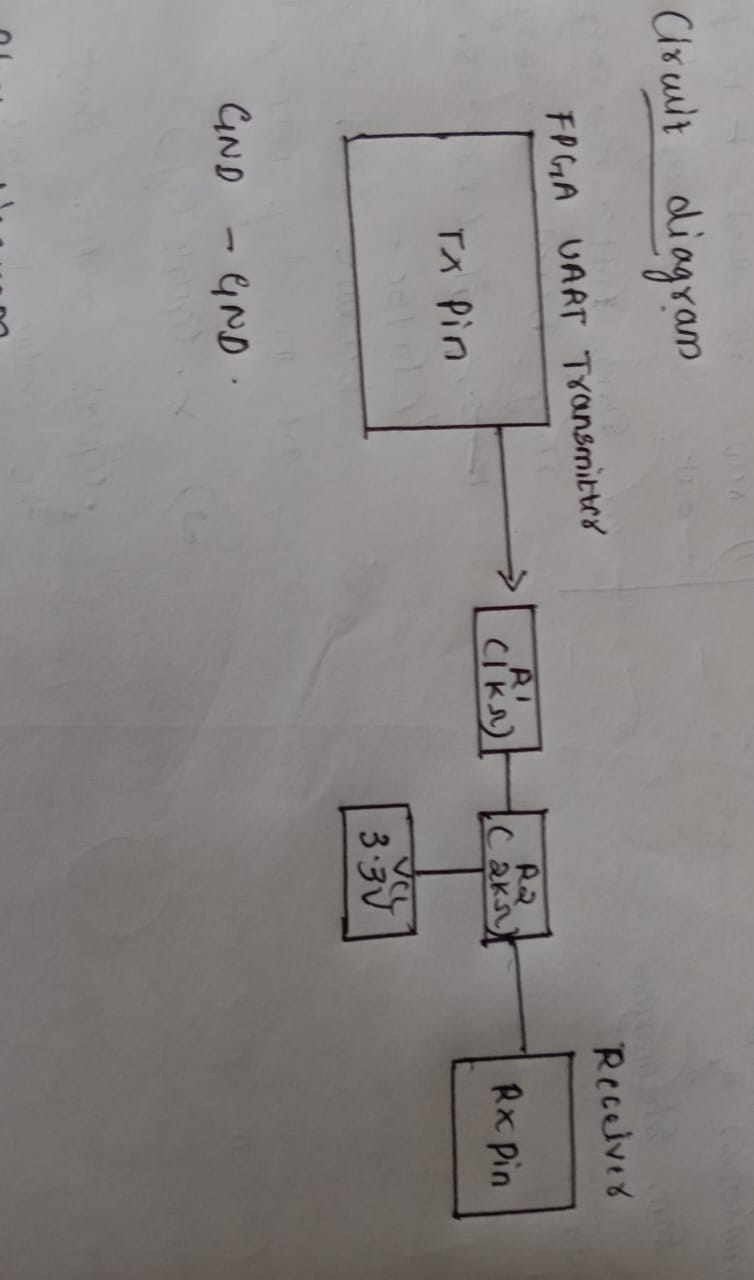 Circuit diagram
FPGA UART Transmitter
Tx Pin
R1
(1kΩ)
R2
(2kΩ)
VCC
3.3V
Receiver
Rx Pin
GND - GND.